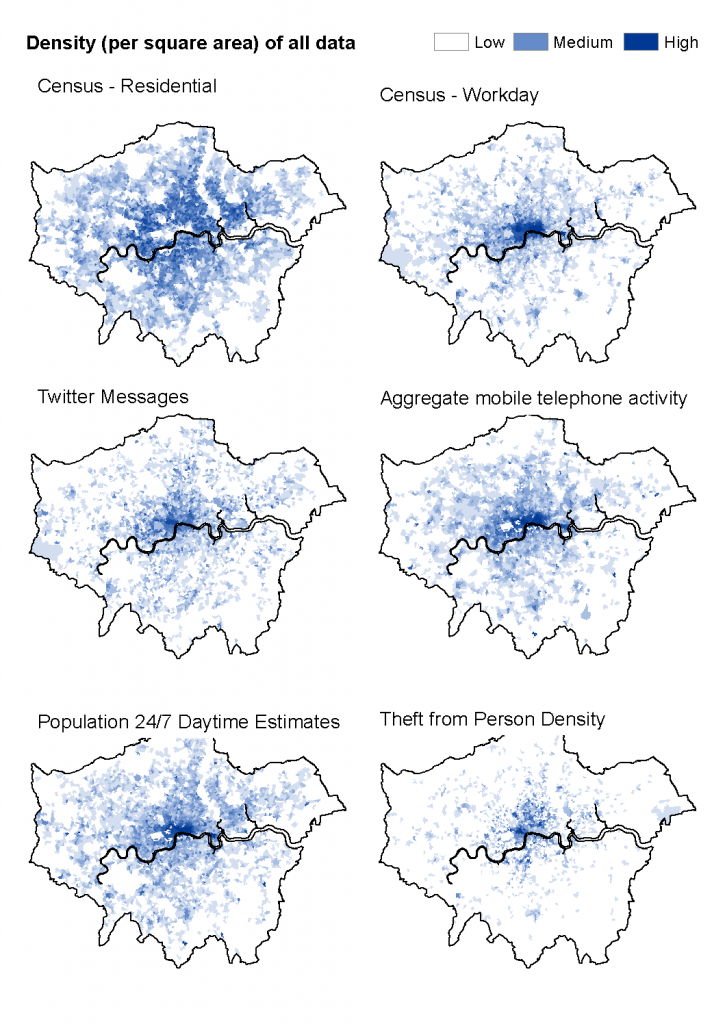 Density (per square area) of all data
Low Medium High
Census - Residential
Census - Workday
Twitter Messages
Aggregate mobile telephone activity
Population 24/7 Daytime Estimates
Theft from Person Density